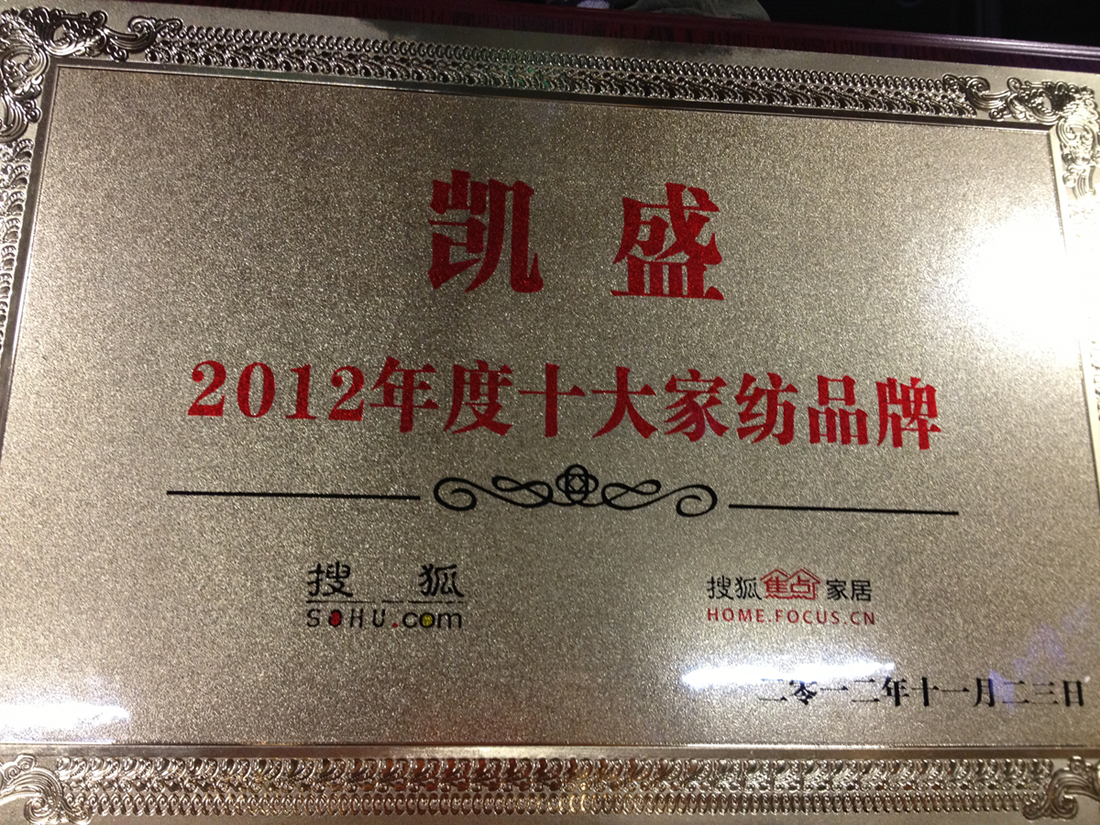 凯盛
2012年度十大家纺品牌
搜狐
SOHU.com
搜狐焦点家居
HOME.FOCUS.CN
二零一二年十一月二三日